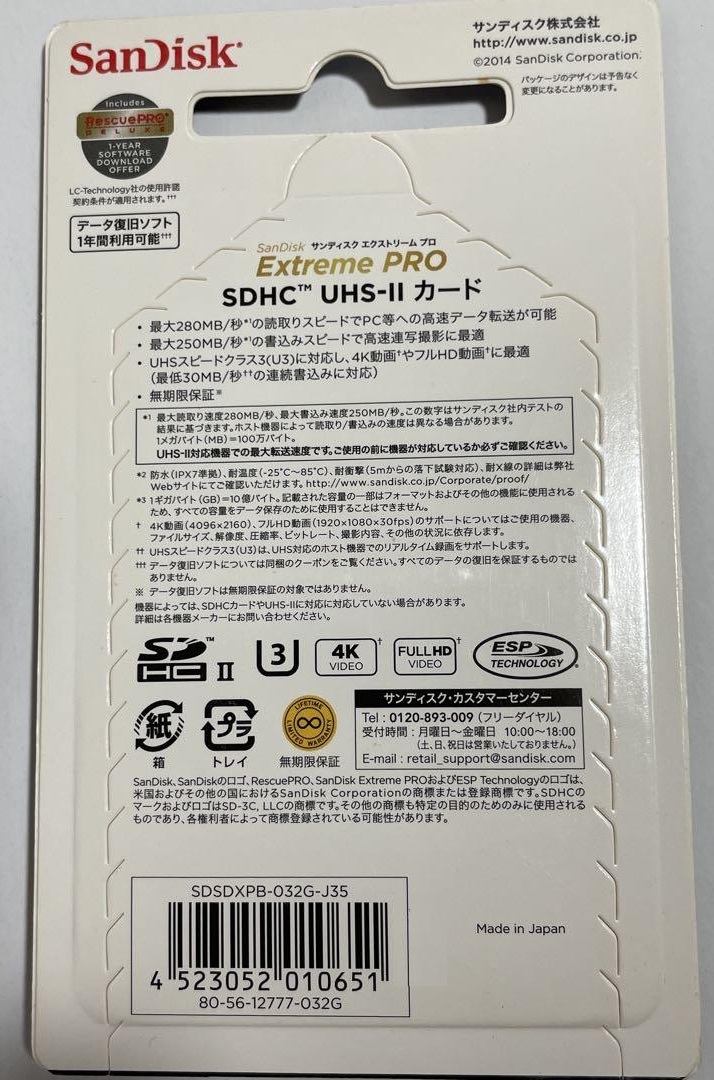 SanDisk®
サンディスク株式会社
http://www.sandisk.co.jp
©2014 SanDisk Corporation.
パッケージのデザインは予告なく
変更になることがあります。
Includes
RescuePRO®
DELUXE
1-YEAR
SOFTWARE
DOWNLOAD
OFFER
LC-Technology社の使用許諾
契約条件が適用されます。†††
データ復旧ソフト
1年間利用可能†††
SanDisk サンディスク エクストリーム プロ
Extreme PRO
SDHC™ UHS-II カード
・最大280MB/秒*1の読取りスピードでPC等への高速データ転送が可能
・最大250MB/秒*1の書込みスピードで高速連写撮影に最適
・UHSスピードクラス3(U3)に対応し、4K動画†やフルHD動画†に最適
(最低30MB/秒††の連続書込みに対応)
・無期限保証※
*1 最大読取り速度280MB/秒、最大書込み速度250MB/秒。この数字はサンディスク社内テストの
結果に基づきます。ホスト機器によって読取り/書込みの速度は異なる場合があります。
1メガバイト(MB)=100万バイト。
UHS-II対応機器での最大転送速度です。ご使用の前に機器が対応しているか必ずご確認ください。
*2 防水(IPX7準拠)、耐温度(-25℃~85℃)、耐衝撃(5mからの落下試験対応)、耐X線の詳細は弊社
Webサイトにてご確認いただけます。http://www.sandisk.com/Corporate/proof/
*3 1ギガバイト(GB)=10億バイト。記載された容量の一部はフォーマットおよびその他の機能に使用される
ため、すべての容量をデータ保存のために使用することはできません。
† 4K動画(4096×2160)、フルHD動画(1920×1080×30fps)のサポートについてはご使用の機器、
ファイルサイズ、解像度、圧縮率、ビットレート、撮影内容、その他の状況に依存します。
†† UHSスピードクラス3(U3)は、UHS対応のホスト機器でのリアルタイム録画をサポートします。
††† データ復旧ソフトについては同梱のクーポンをご覧ください。すべてのデータの復旧を保証するものでは
ありません。
※ データ復旧ソフトは無期限保証の対象ではありません。
機器によっては、SDHCカードやUHS-IIに対応に対応していない場合があります。
詳細は各機器メーカーにお問い合わせください。
SD HC™ II
3
4K VIDEO†
FULL HD VIDEO†
ESP TECHNOLOGY®
紙
箱
プラ
トレイ
LIFETIME LIMITED WARRANTY
無期限保証
サンディスク・カスタマーセンター
Tel : 0120-893-009 (フリーダイヤル)
受付時間 : 月曜日~金曜日 10:00~18:00
(土、日、祝日は営業いたしておりません。)
E-mail : retail_support@sandisk.com
SanDisk、SanDiskのロゴ、RescuePRO、SanDisk Extreme PROおよびESP Technologyのロゴは、
米国およびその他の国におけるSanDisk Corporationの商標または登録商標です。SDHCの
マークおよびロゴはSD-3C, LLCの商標です。その他の商標も特定の目的のためのみに使用される
ものであり、各権利者によって商標登録されている可能性があります。
SDSDXPB-032G-J35
4 523052 010651
80-56-12777-032G
Made in Japan